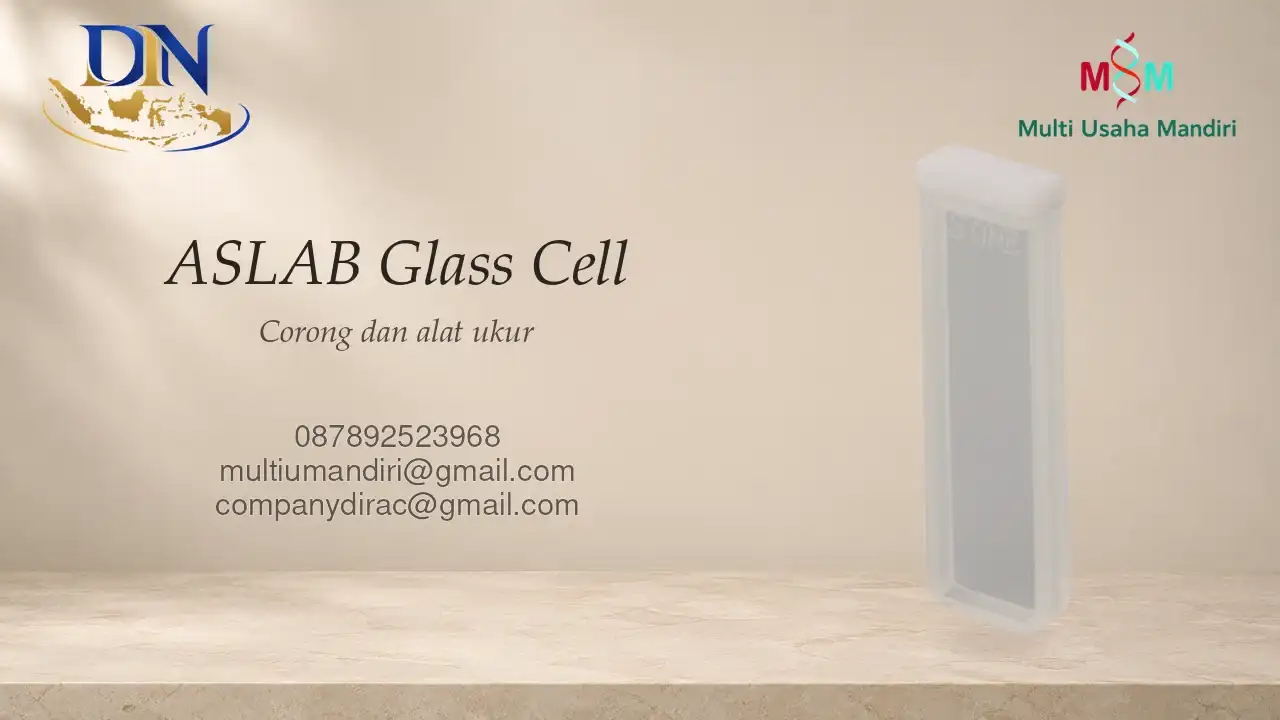 DN
MSM
Multi Usaha Mandiri
ASLAB Glass Cell
Corong dan alat ukur
087892523968
multiumandiri@gmail.com
companydirac@gmail.com